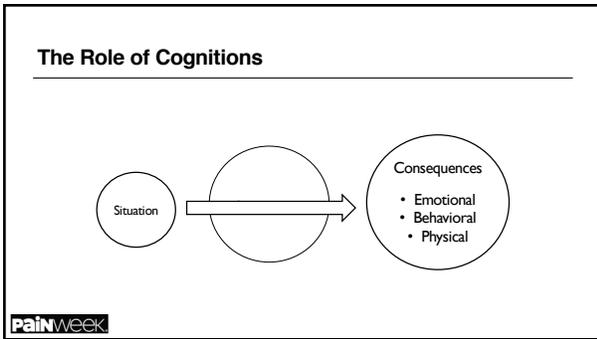 The Role of Cognitions
Situation
Consequences
• Emotional
• Behavioral
• Physical
PAINWEEK.